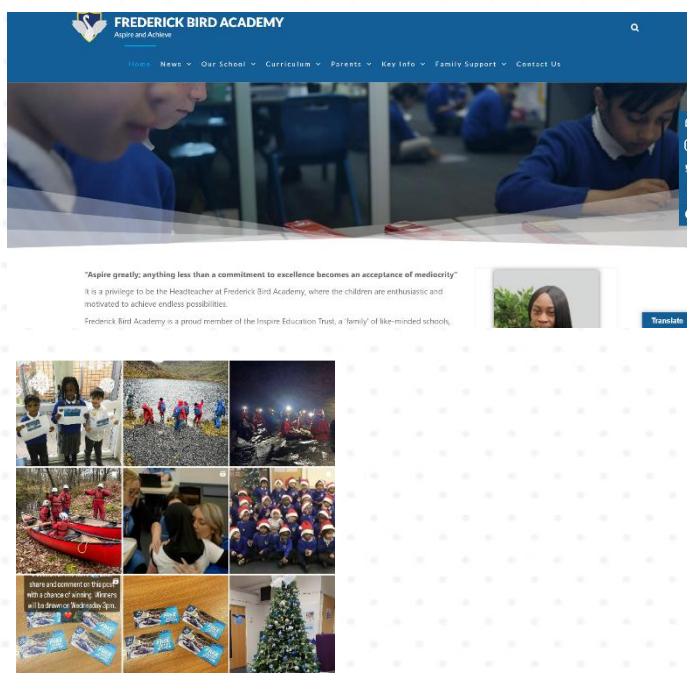 FREDERICK BIRD ACADEMY
Aspire and Achieve
Home News Our School Curriculum Parents Key Info Family Support Contact Us
"Aspire greatly; anything less than a commitment to excellence becomes an acceptance of mediocrity"
It is a privilege to be the Headteacher at Frederick Bird Academy, where the children are enthusiastic and
motivated to achieve endless possibilities.
Frederick Bird Academy is a proud member of the Inspire Education Trust, a 'family' of like-minded schools,
Translate
share and comment on this post
with a chance of winning. Winners
will be drawn on Wednesday 3pm.